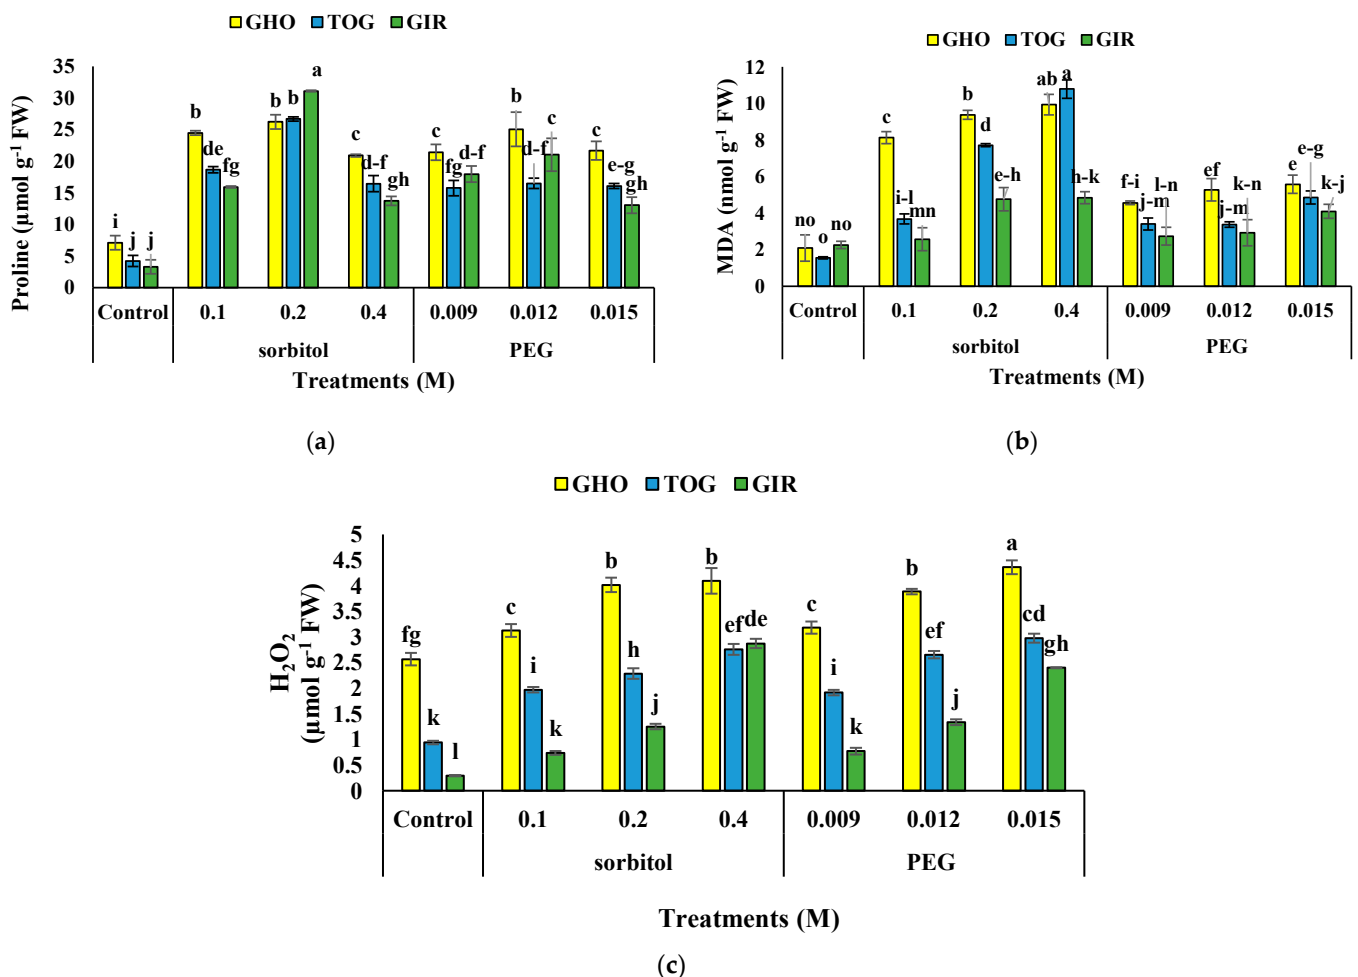 GHO TOG GIR
Proline (μmol g⁻¹ FW)
35
30
25
20
15
10
5
0
b b b a c c b c c
de fg d-f gh fg d-f d-f e-g gh
i j j
Control 0.1 0.2 0.4 0.009 0.012 0.015
sorbitol PEG
Treatments (M)
(a)
GHO TOG GIR
MDA (nmol g⁻¹ FW)
12
10
8
6
4
2
0
c b ab a
d e-h h-k f-i l-n ef k-n e e-g k-j
no o no i-l mn j-m j-m
Control 0.1 0.2 0.4 0.009 0.012 0.015
sorbitol PEG
Treatments (M)
(b)
GHO TOG GIR
H₂O₂
(μmol g⁻¹ FW)
5
4.5
4
3.5
3
2.5
2
1.5
1
0.5
0
fg k l c i k b h j b ef de c i k b ef j a cd gh
Control 0.1 0.2 0.4 0.009 0.012 0.015
sorbitol PEG
Treatments (M)
(c)